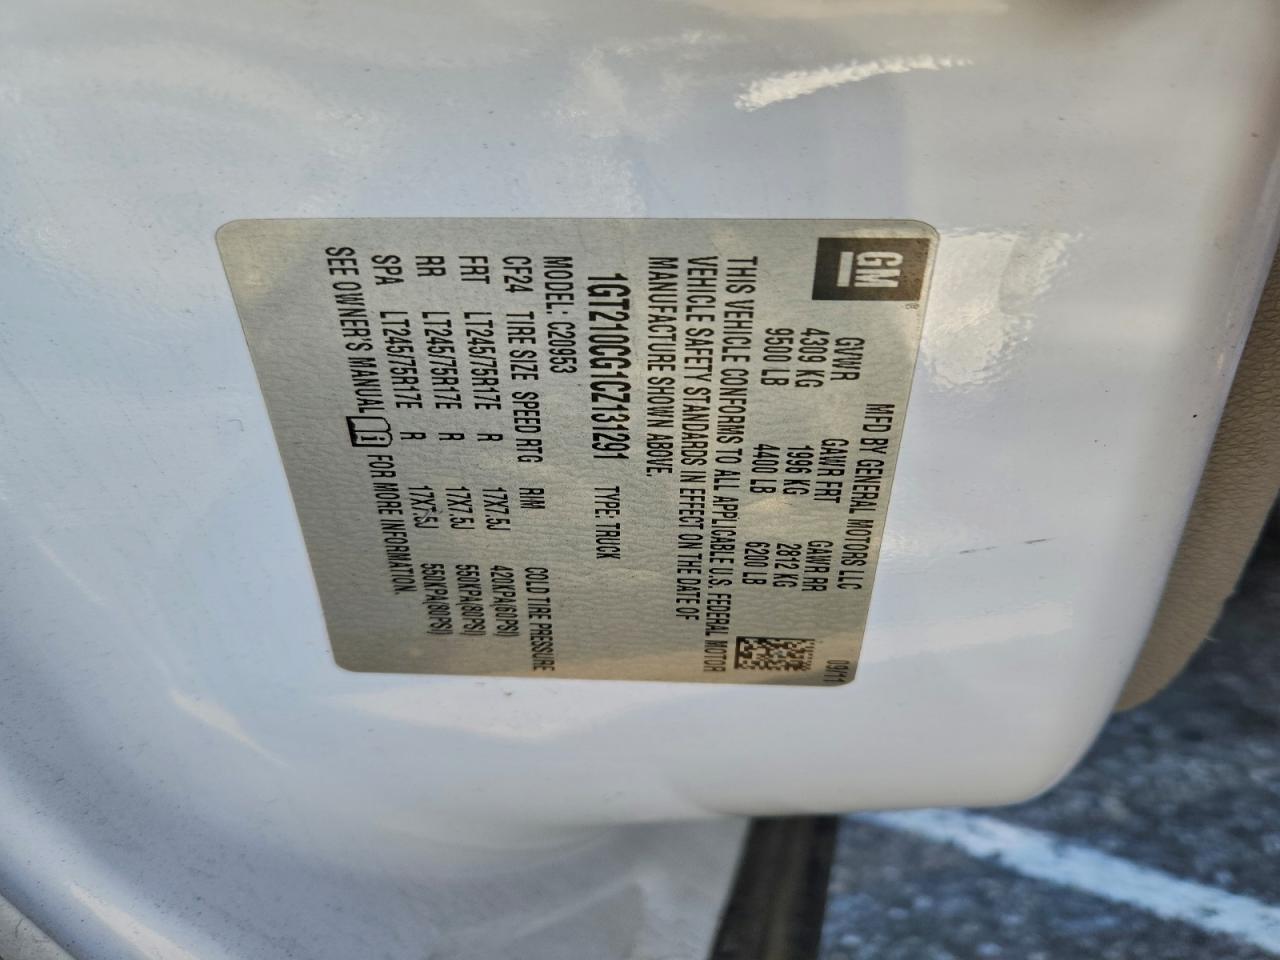 GM®
MFD BY GENERAL MOTORS LLC 09/11
GVWR GAWR FRT GAWR RR
4309 KG 1996 KG 2812 KG
9500 LB 4400 LB 6200 LB
THIS VEHICLE CONFORMS TO ALL APPLICABLE U.S. FEDERAL MOTOR
VEHICLE SAFETY STANDARDS IN EFFECT ON THE DATE OF
MANUFACTURE SHOWN ABOVE.
1GT210CG1CZ131291 TYPE: TRUCK
MODEL: C20953
CF24 TIRE SIZE SPEED RTG RIM COLD TIRE PRESSURE
FRT LT245/75R17E R 17X7.5J 420KPA(60PSI)
RR LT245/75R17E R 17X7.5J 550KPA(80PSI)
SPA LT245/75R17E R 17X7.5J 550KPA(80PSI)
SEE OWNER'S MANUAL FOR MORE INFORMATION.